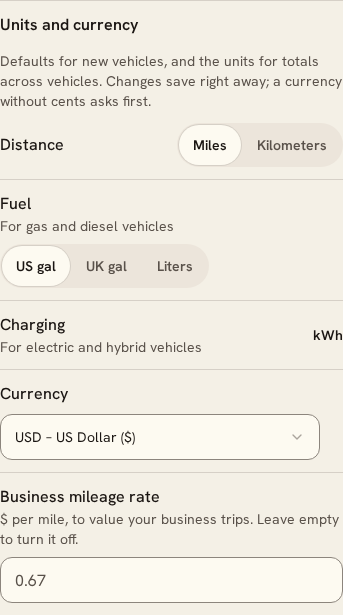 Units and currency
Defaults for new vehicles, and the units for totals
across vehicles. Changes save right away; a currency
without cents asks first.
Distance
Miles
Kilometers
Fuel
For gas and diesel vehicles
US gal
UK gal
Liters
Charging
For electric and hybrid vehicles
kWh
Currency
USD – US Dollar ($)
Business mileage rate
$ per mile, to value your business trips. Leave empty
to turn it off.
0.67